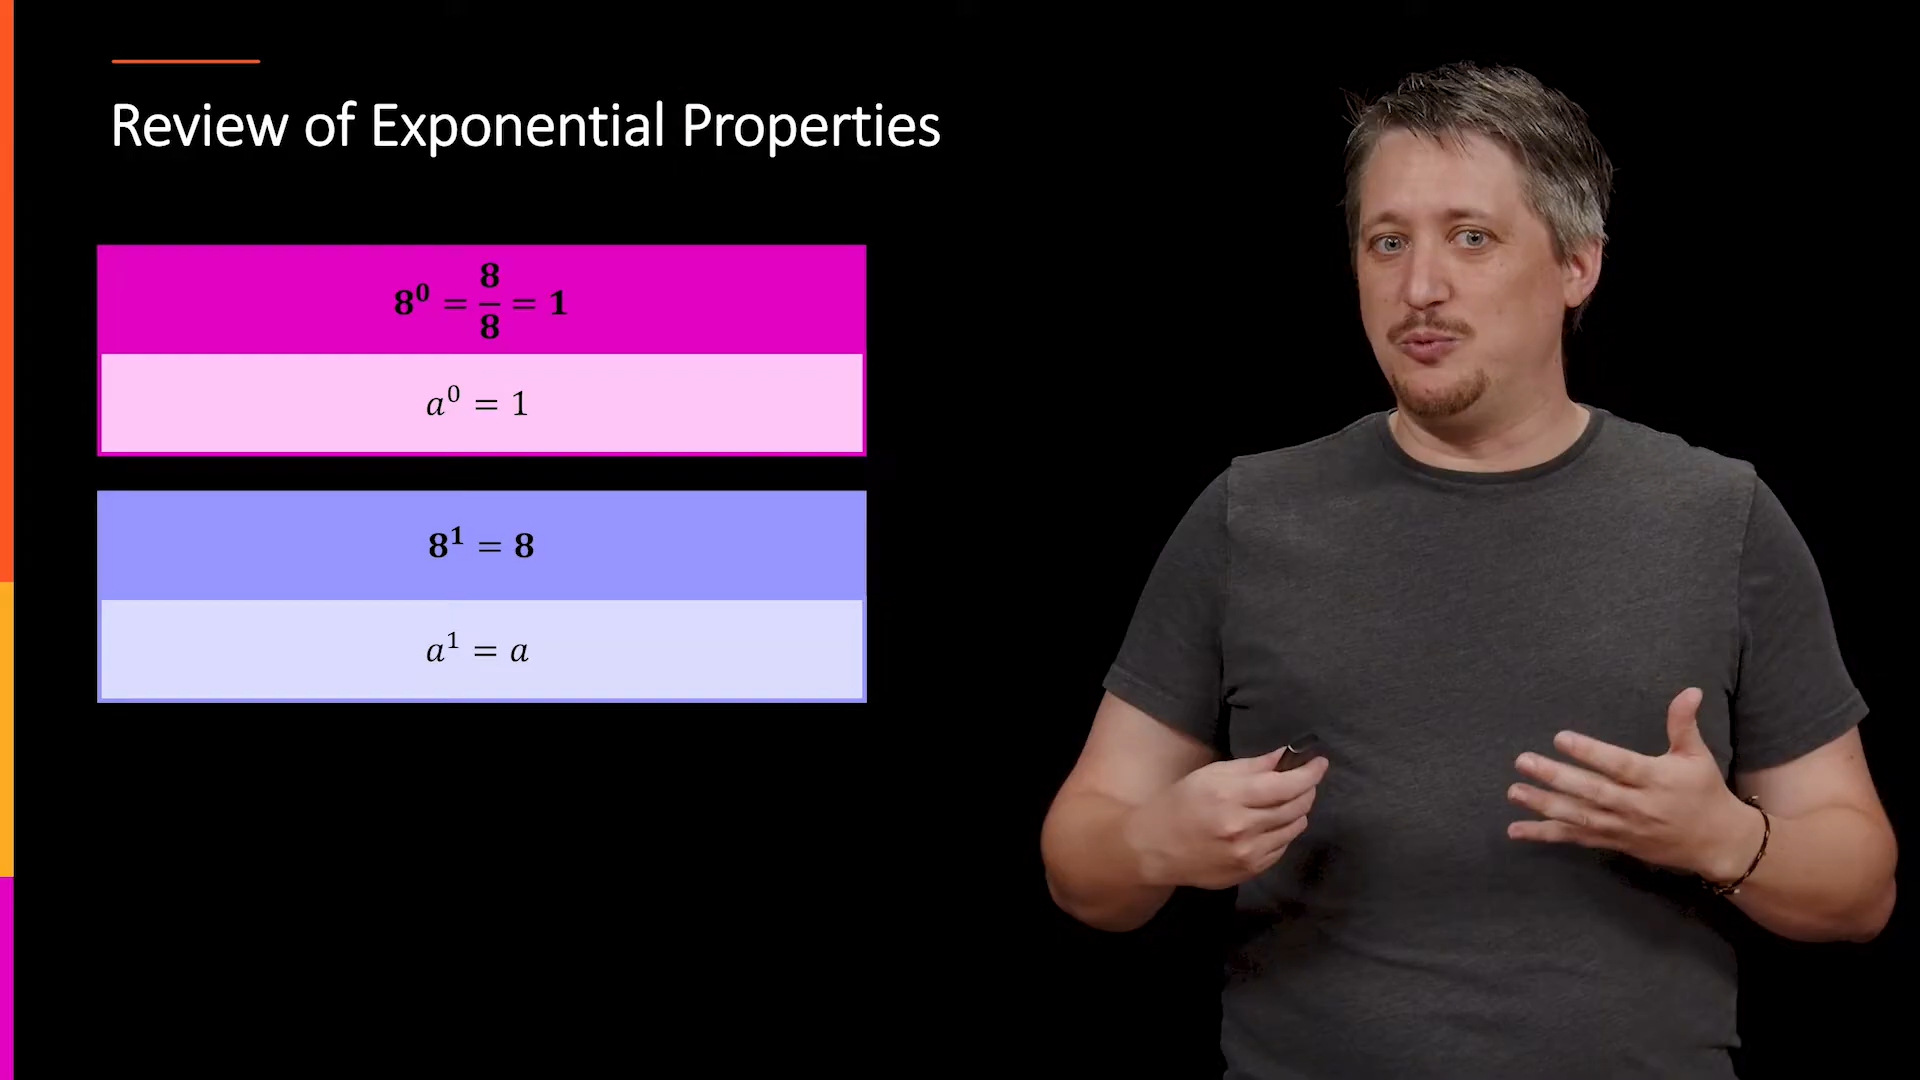 Review of Exponential Properties
8⁰ = 8/8 = 1
a⁰ = 1
8¹ = 8
a¹ = a